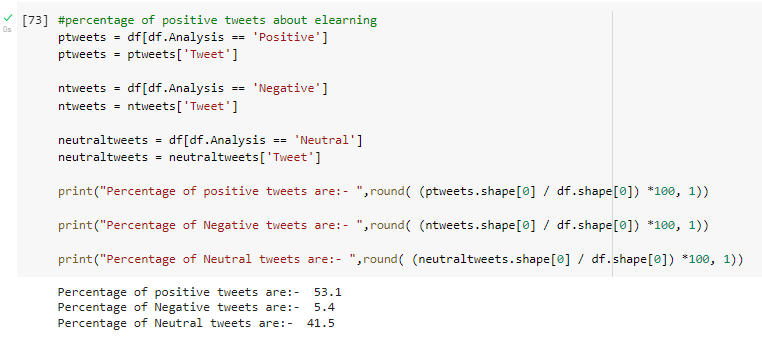 [73] #percentage of positive tweets about elearning
ptweets = df[df.Analysis == 'Positive']
ptweets = ptweets['Tweet']
ntweets = df[df.Analysis == 'Negative']
ntweets = ntweets['Tweet']
neutraltweets = df[df.Analysis == 'Neutral']
neutraltweets = neutraltweets['Tweet']
print("Percentage of positive tweets are:- ",round( (ptweets.shape[0] / df.shape[0]) *100, 1))
print("Percentage of Negative tweets are:- ",round( (ntweets.shape[0] / df.shape[0]) *100, 1))
print("Percentage of Neutral tweets are:- ",round( (neutraltweets.shape[0] / df.shape[0]) *100, 1))
0s
Percentage of positive tweets are:-  53.1
Percentage of Negative tweets are:-  5.4
Percentage of Neutral tweets are:-  41.5